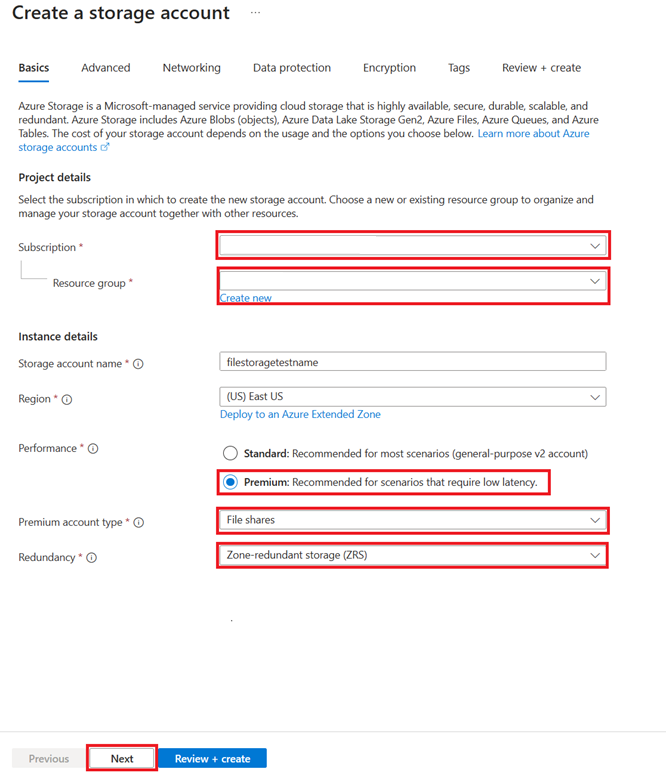 Create a storage account ...
Basics Advanced Networking Data protection Encryption Tags Review + create
Azure Storage is a Microsoft-managed service providing cloud storage that is highly available, secure, durable, scalable, and
redundant. Azure Storage includes Azure Blobs (objects), Azure Data Lake Storage Gen2, Azure Files, Azure Queues, and Azure
Tables. The cost of your storage account depends on the usage and the options you choose below. Learn more about Azure
storage accounts
Project details
Select the subscription in which to create the new storage account. Choose a new or existing resource group to organize and
manage your storage account together with other resources.
Subscription *
Resource group *
Create new
Instance details
Storage account name * filestoragetestname
Region * (US) East US
Deploy to an Azure Extended Zone
Performance * Standard: Recommended for most scenarios (general-purpose v2 account)
Premium: Recommended for scenarios that require low latency.
Premium account type * File shares
Redundancy * Zone-redundant storage (ZRS)
Previous Next Review + create